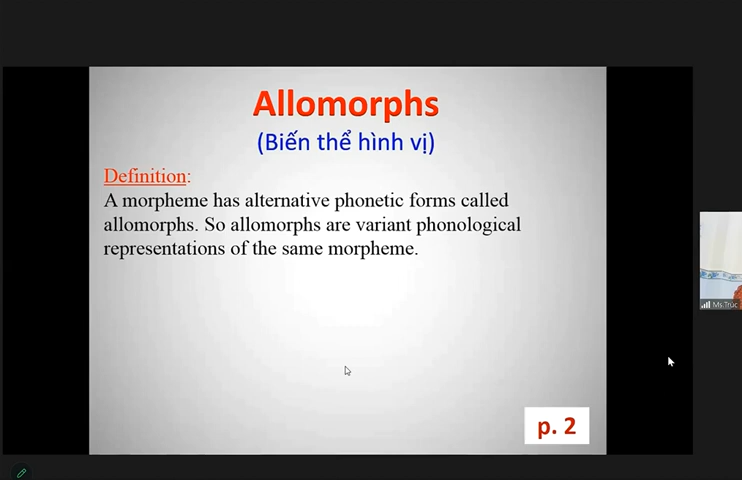 Allomorphs
(Biến thể hình vị)
Definition:
A morpheme has alternative phonetic forms called
allomorphs. So allomorphs are variant phonological
representations of the same morpheme.
Ms.Trúc
p. 2